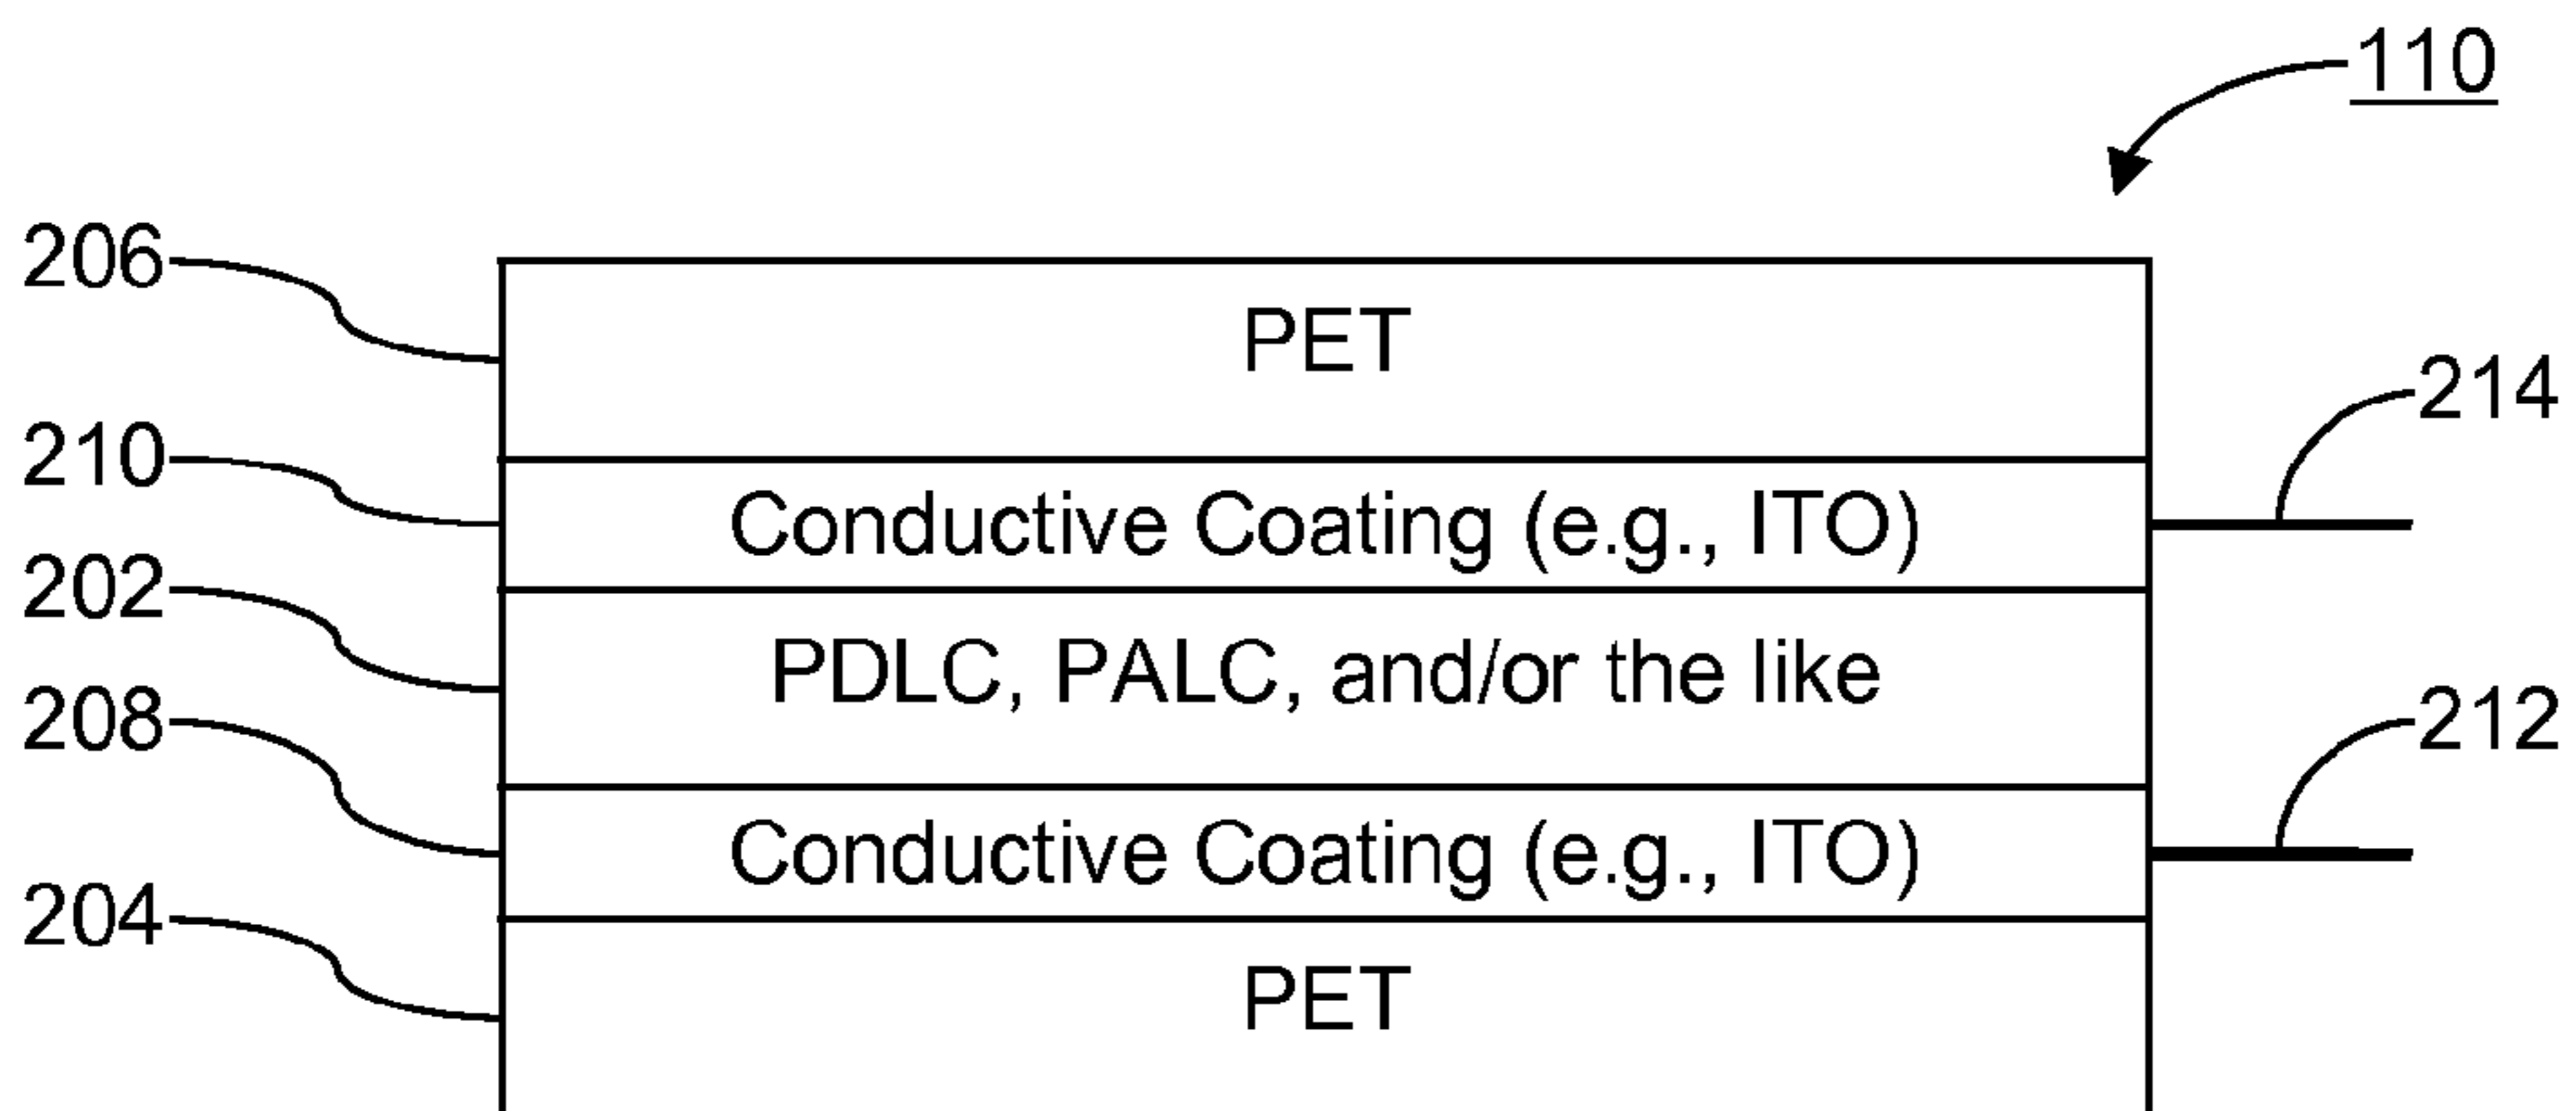 110
206
PET
214
210
Conductive Coating (e.g., ITO)
202
PDLC, PALC, and/or the like
208
212
Conductive Coating (e.g., ITO)
204
PET